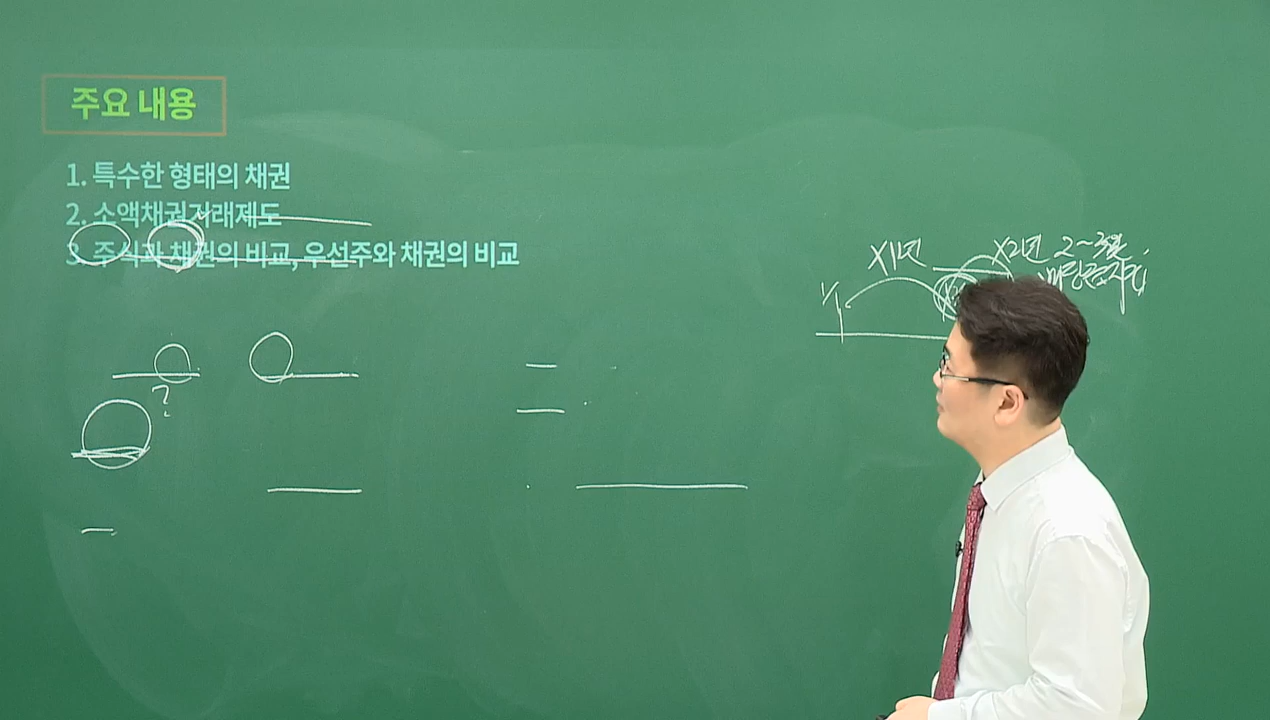 주요 내용
1. 특수한 형태의 채권
2. 소액채권거래제도
3. 주식과 채권의 비교, 우선주와 채권의 비교
?
X1년
X2년 2~3월
1/1